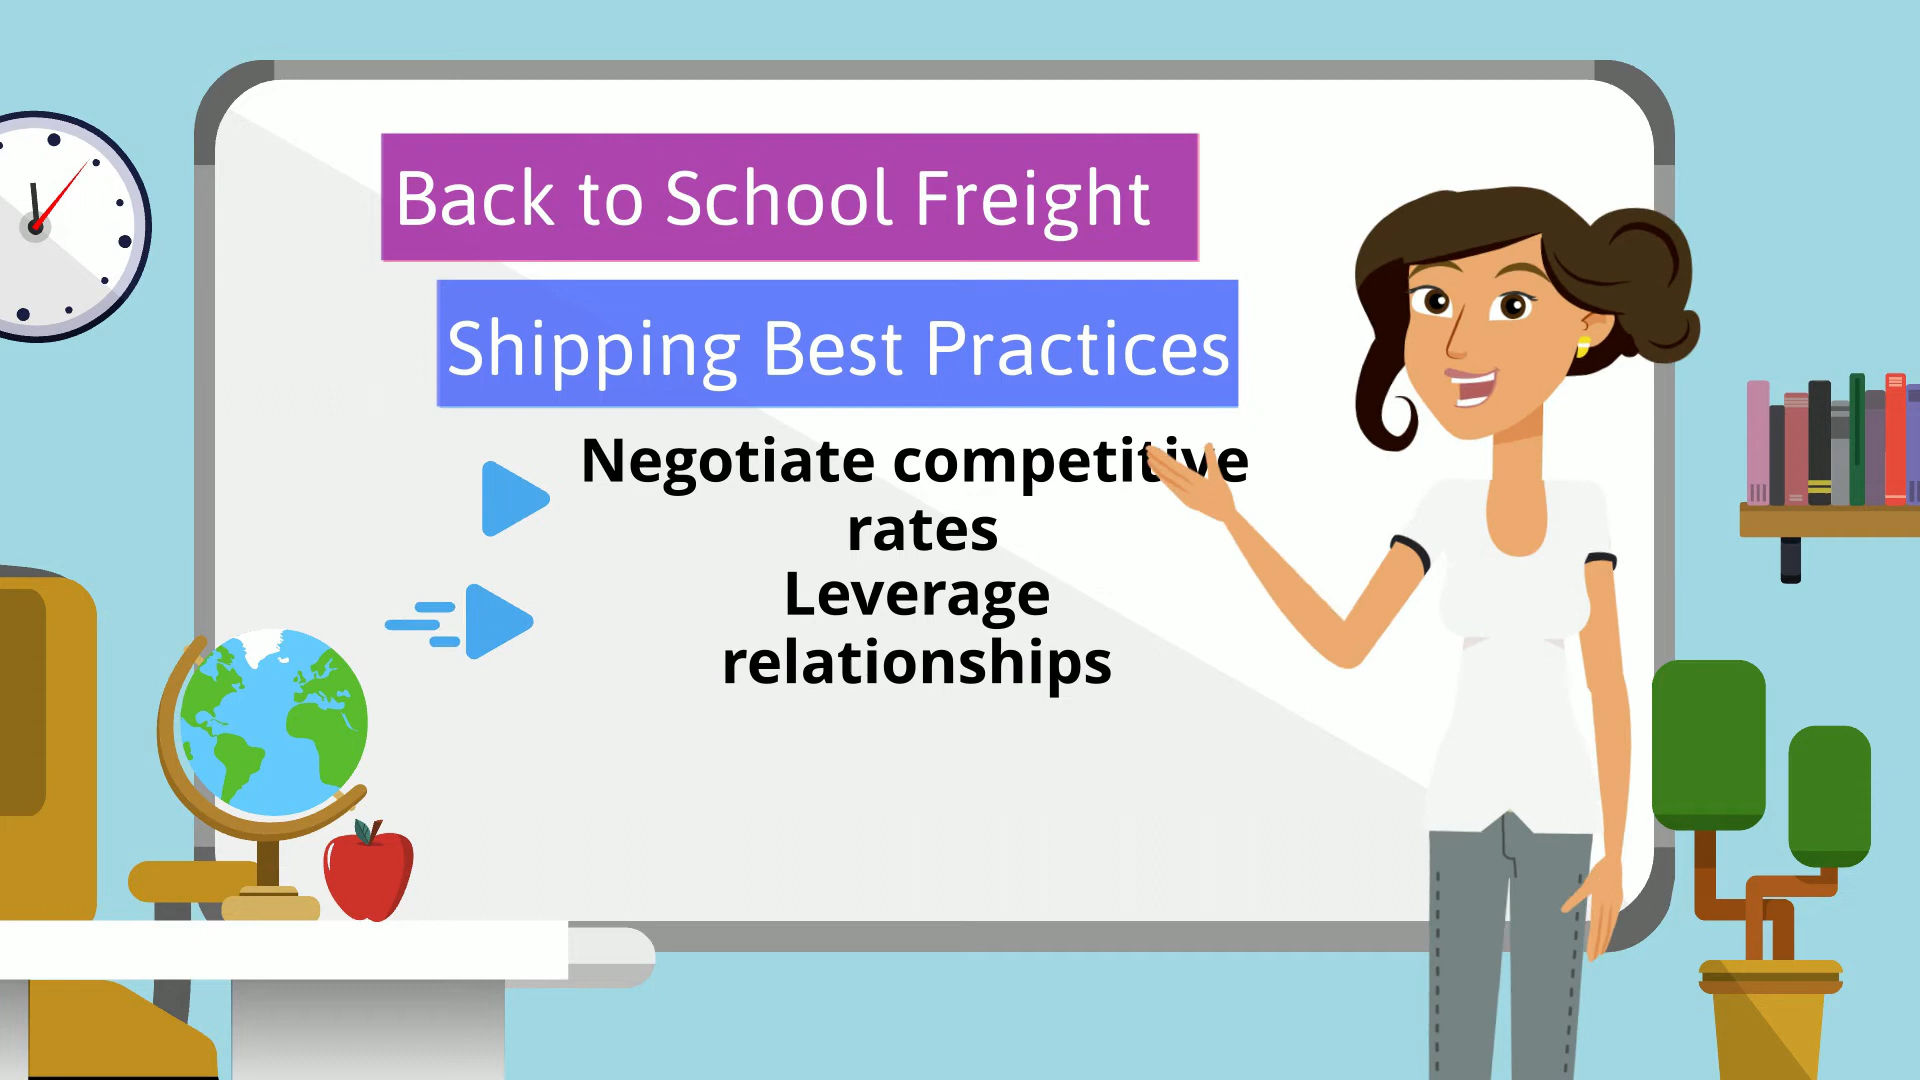 Back to School Freight
Shipping Best Practices
Negotiate competitive
rates
Leverage
relationships